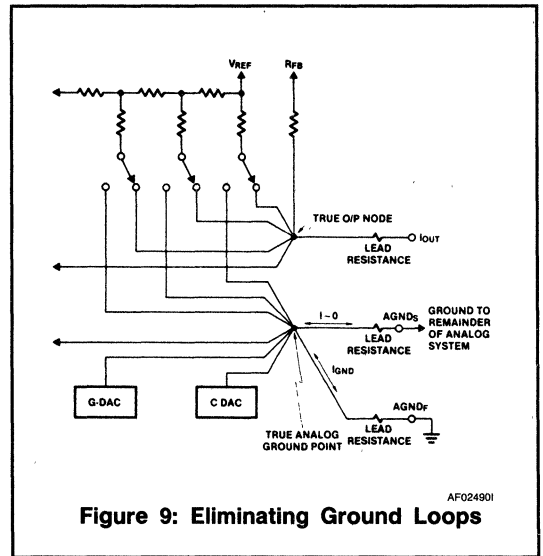 VREF
RFB
TRUE O/P NODE
IOUT
LEAD
RESISTANCE
I~0
AGNDS
GROUND TO
REMAINDER
OF ANALOG
SYSTEM
LEAD
RESISTANCE
IGND
G-DAC
C DAC
AGNDF
LEAD
RESISTANCE
TRUE ANALOG
GROUND POINT
AF02490I
Figure 9: Eliminating Ground Loops